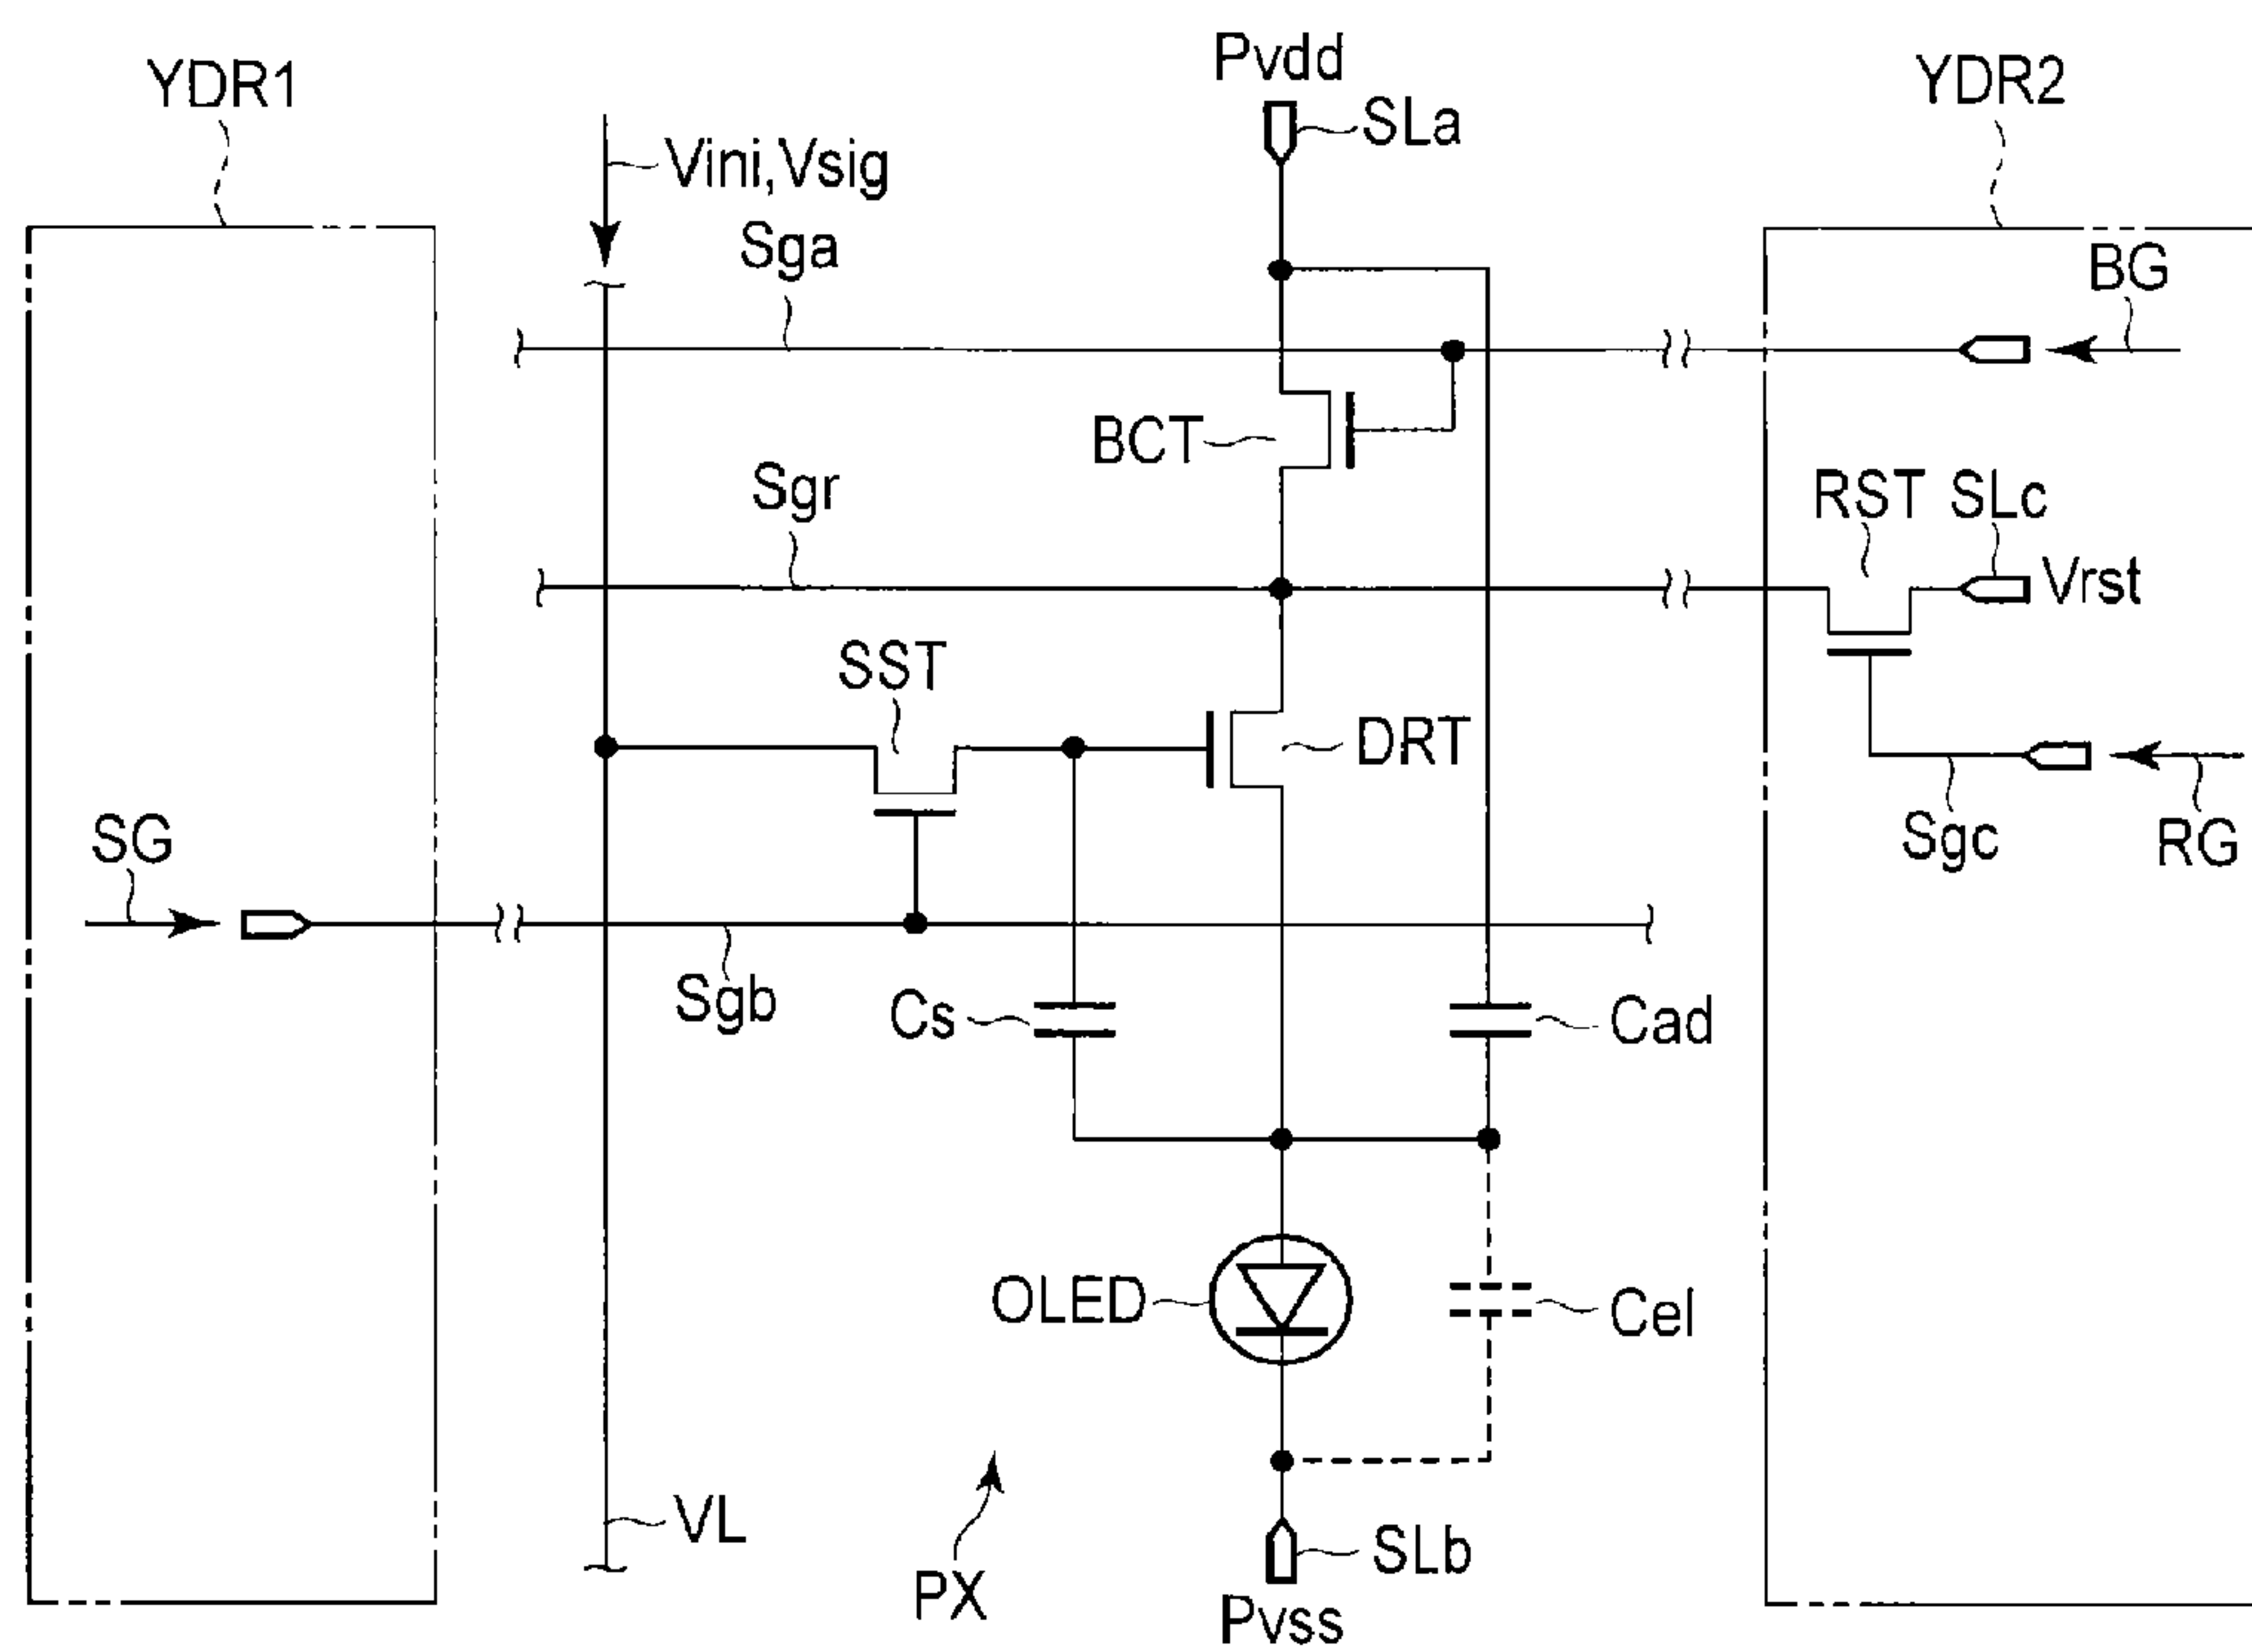 Pvdd
YDR1
SLa
YDR2
Vini,Vsig
Sga
BG
BCT
Sgr
RST SLc
Vrst
SST
DRT
SG
Sgc
RG
Sgb
Cs
Cad
OLED
Cel
VL
SLb
PX
Pvss